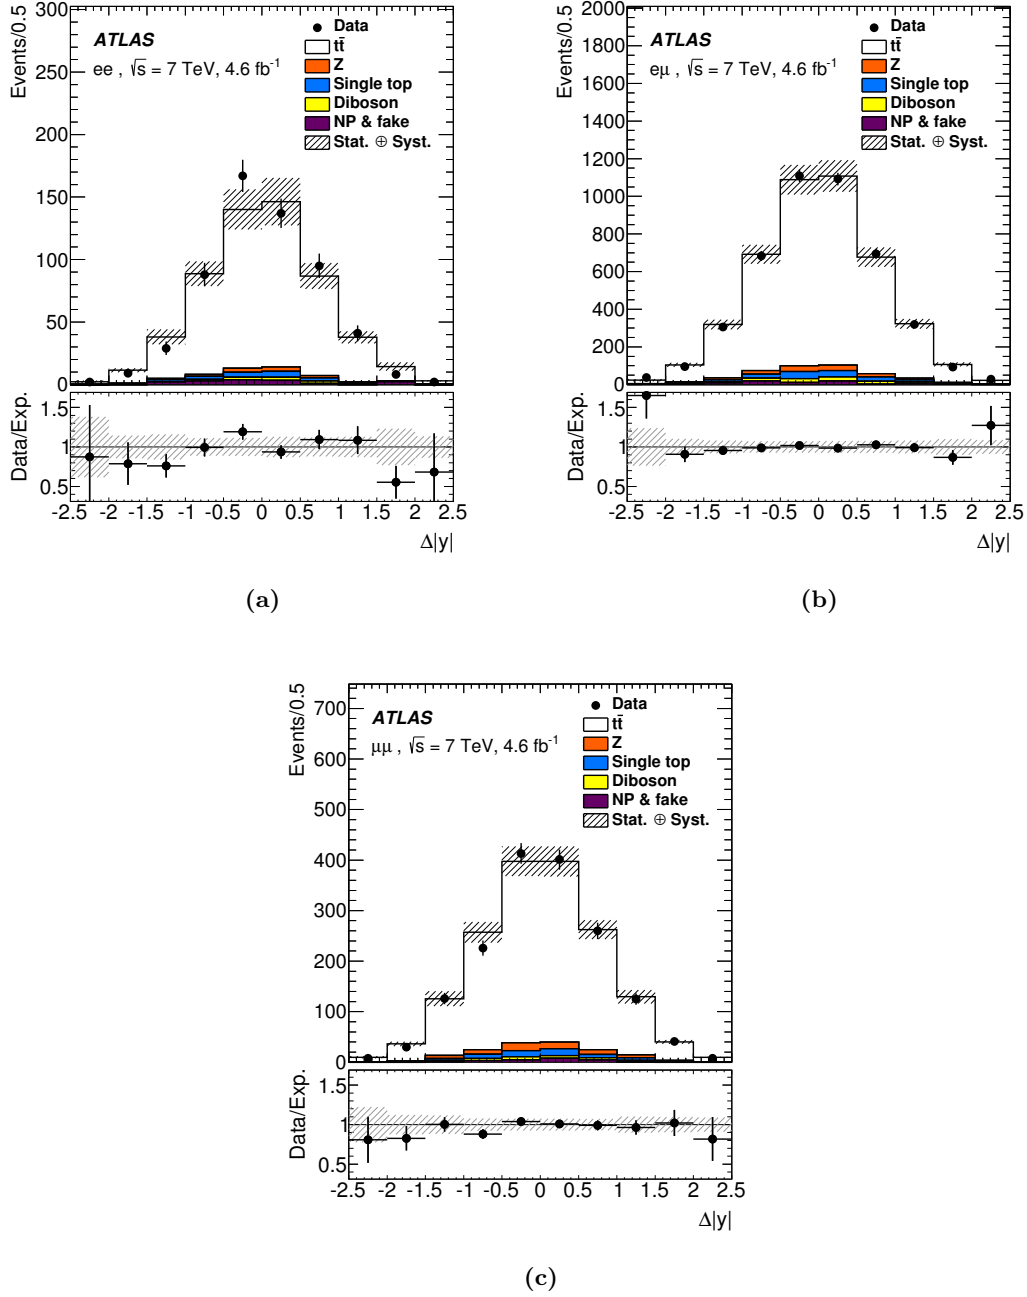 Events/0.5
300
250
200
150
100
50
0
ATLAS
ee , √s = 7 TeV, 4.6 fb⁻¹
Data
tt̄
Z
Single top
Diboson
NP & fake
Stat. ⊕ Syst.
Data/Exp.
1.5
1
0.5
-2.5 -2 -1.5 -1 -0.5 0 0.5 1 1.5 2 2.5
Δ|y|
(a)
Events/0.5
2000
1800
1600
1400
1200
1000
800
600
400
200
0
ATLAS
eμ , √s = 7 TeV, 4.6 fb⁻¹
Data
tt̄
Z
Single top
Diboson
NP & fake
Stat. ⊕ Syst.
Data/Exp.
1.5
1
0.5
-2.5 -2 -1.5 -1 -0.5 0 0.5 1 1.5 2 2.5
Δ|y|
(b)
Events/0.5
700
600
500
400
300
200
100
0
ATLAS
μμ , √s = 7 TeV, 4.6 fb⁻¹
Data
tt̄
Z
Single top
Diboson
NP & fake
Stat. ⊕ Syst.
Data/Exp.
1.5
1
0.5
-2.5 -2 -1.5 -1 -0.5 0 0.5 1 1.5 2 2.5
Δ|y|
(c)